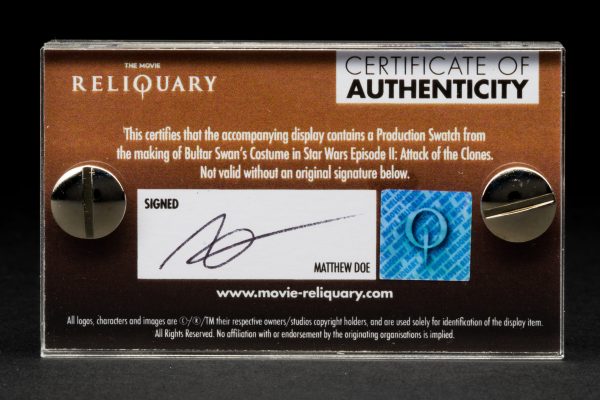 THE MOVIE
RELIQUARY
CERTIFICATE OF
AUTHENTICITY
This certifies that the accompanying display contains a Production Swatch from
the making of Bultar Swan's Costume in Star Wars Episode II: Attack of the Clones.
Not valid without an original signature below.
SIGNED
MATTHEW DOE
www.movie-reliquary.com
All logos, characters and images are ©/®/TM their respective owners/studios copyright holders, and are used solely for identification of the display item.
All Rights Reserved. No affiliation with or endorsement by the originating organisations is implied.